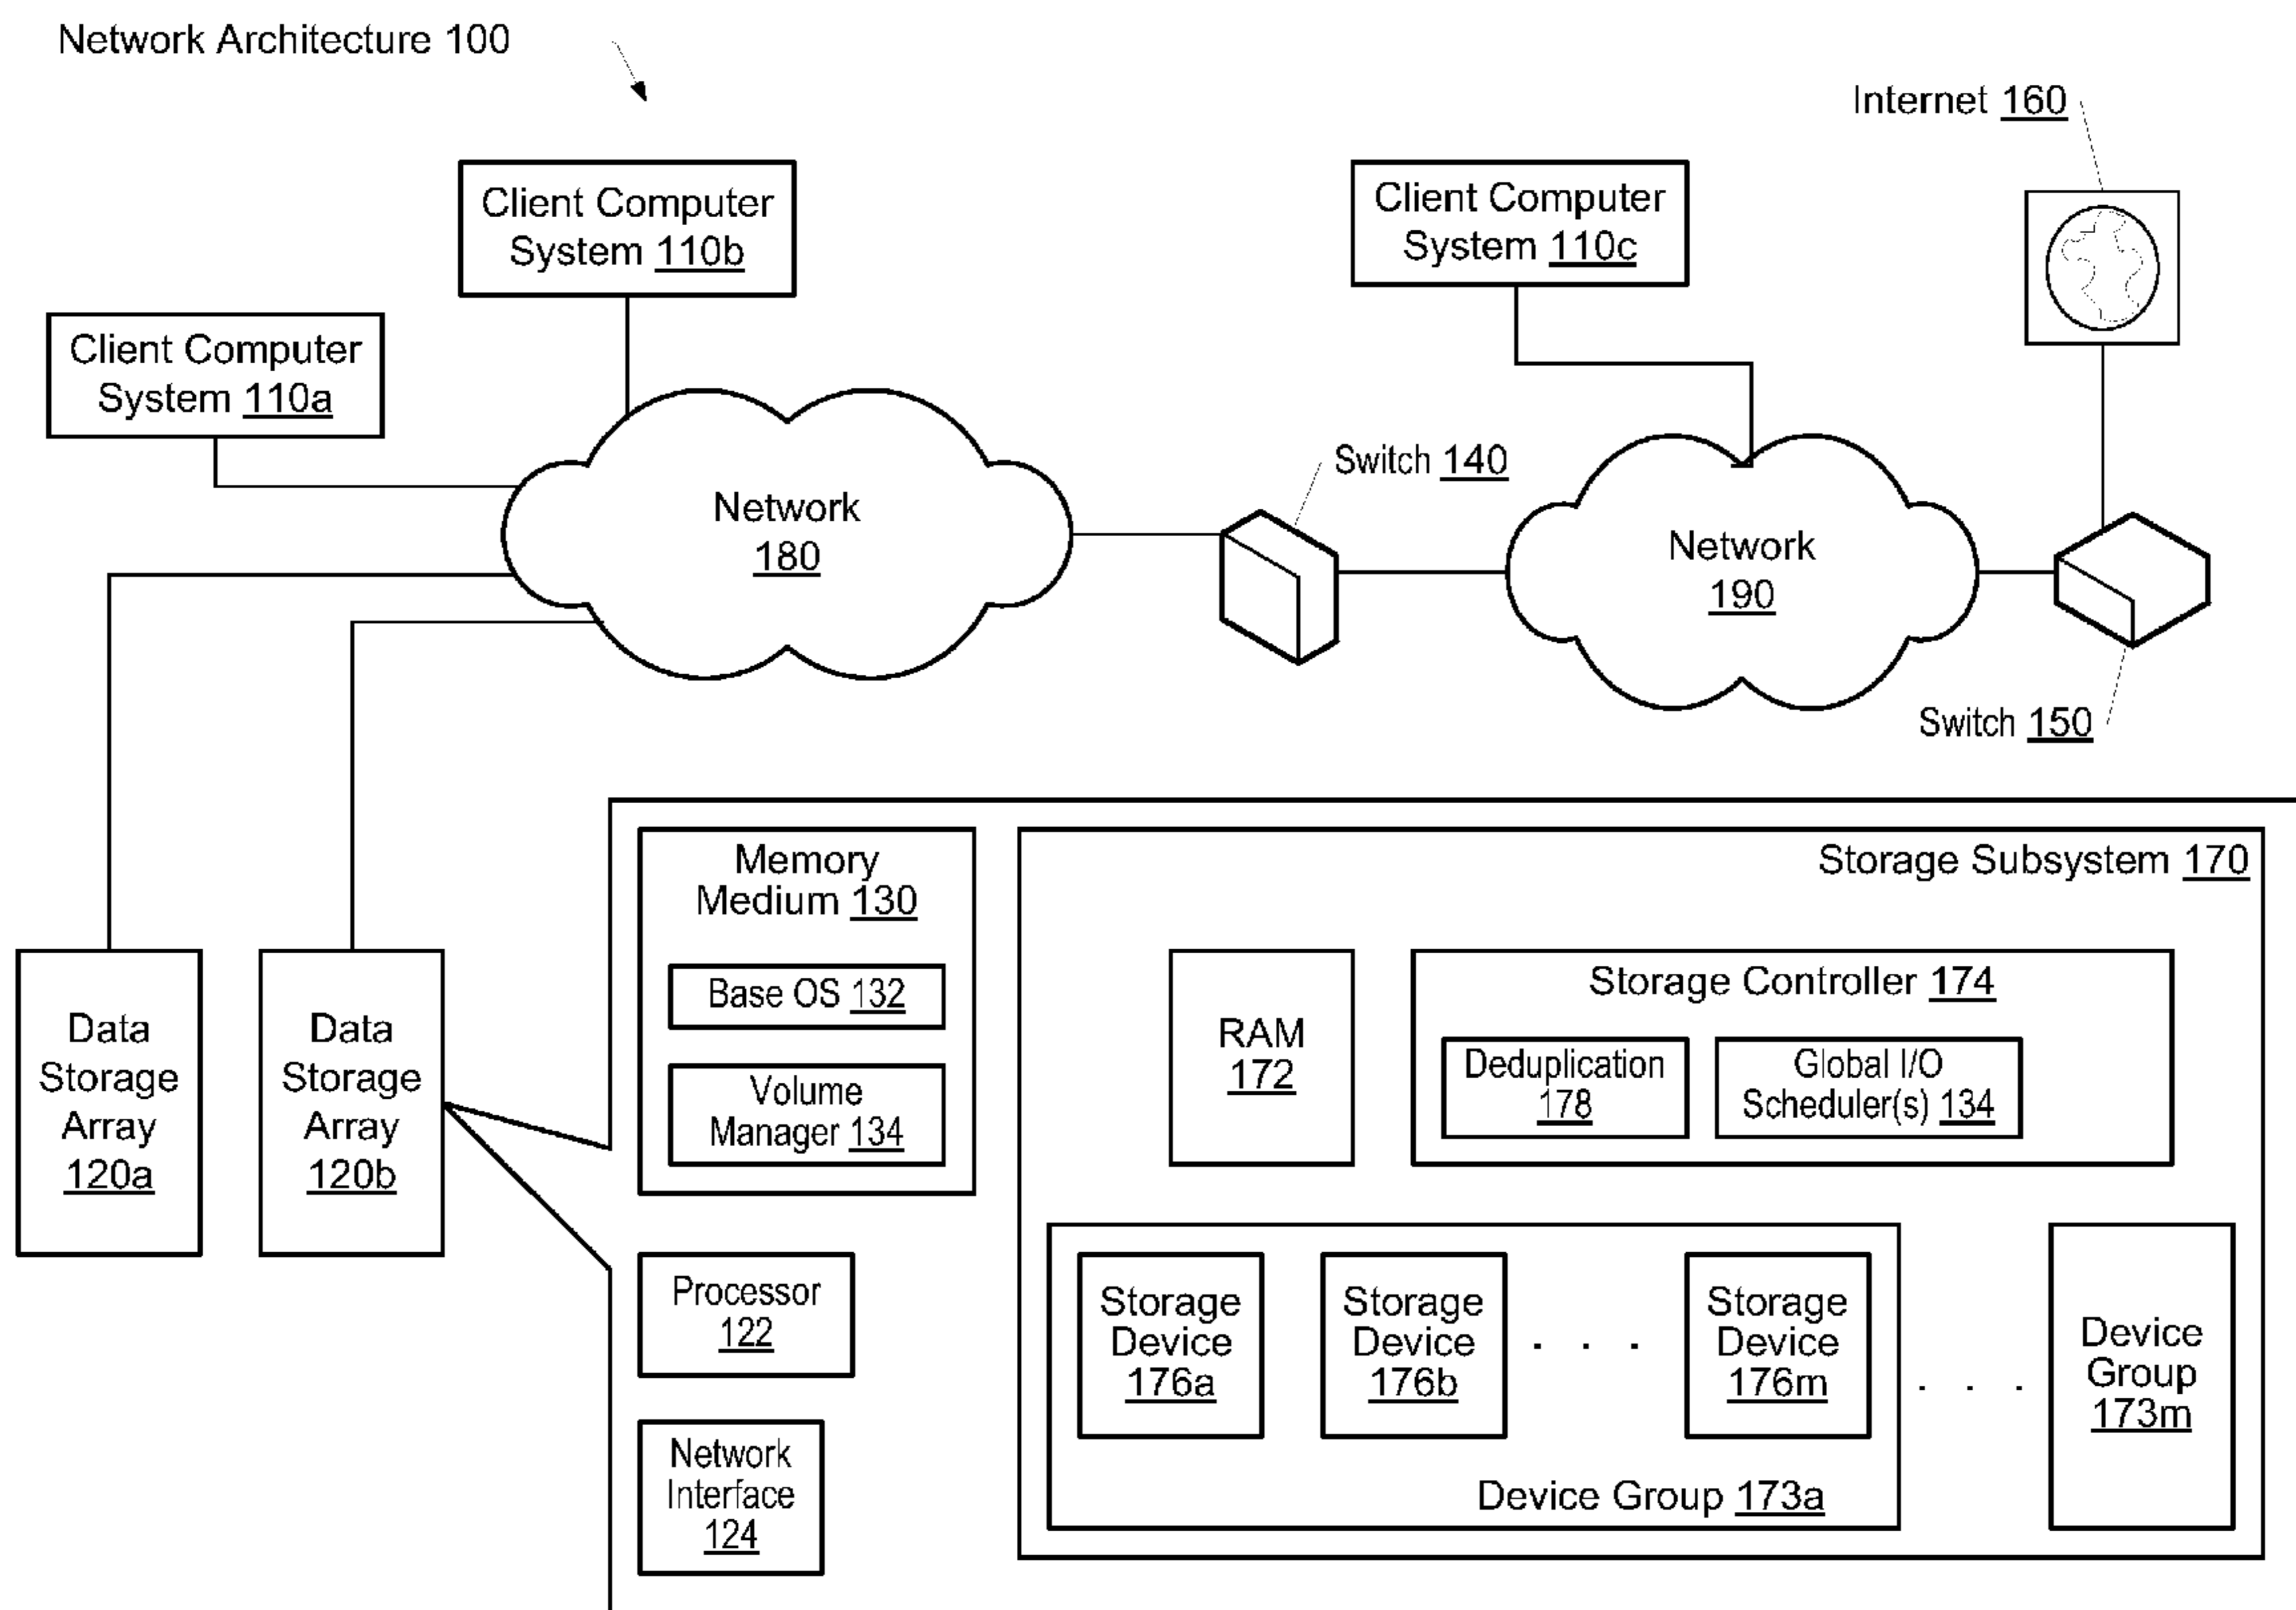 Network Architecture 100
Internet 160
Client Computer
System 110b
Client Computer
System 110c
Client Computer
System 110a
Switch 140
Network
180
Network
190
Switch 150
Data
Storage
Array
120a
Data
Storage
Array
120b
Memory
Medium 130
Base OS 132
Volume
Manager 134
Processor
122
Network
Interface
124
Storage Subsystem 170
RAM
172
Storage Controller 174
Deduplication
178
Global I/O
Scheduler(s) 134
Storage
Device
176a
Storage
Device
176b
. . .
Storage
Device
176m
Device Group 173a
. . .
Device
Group
173m